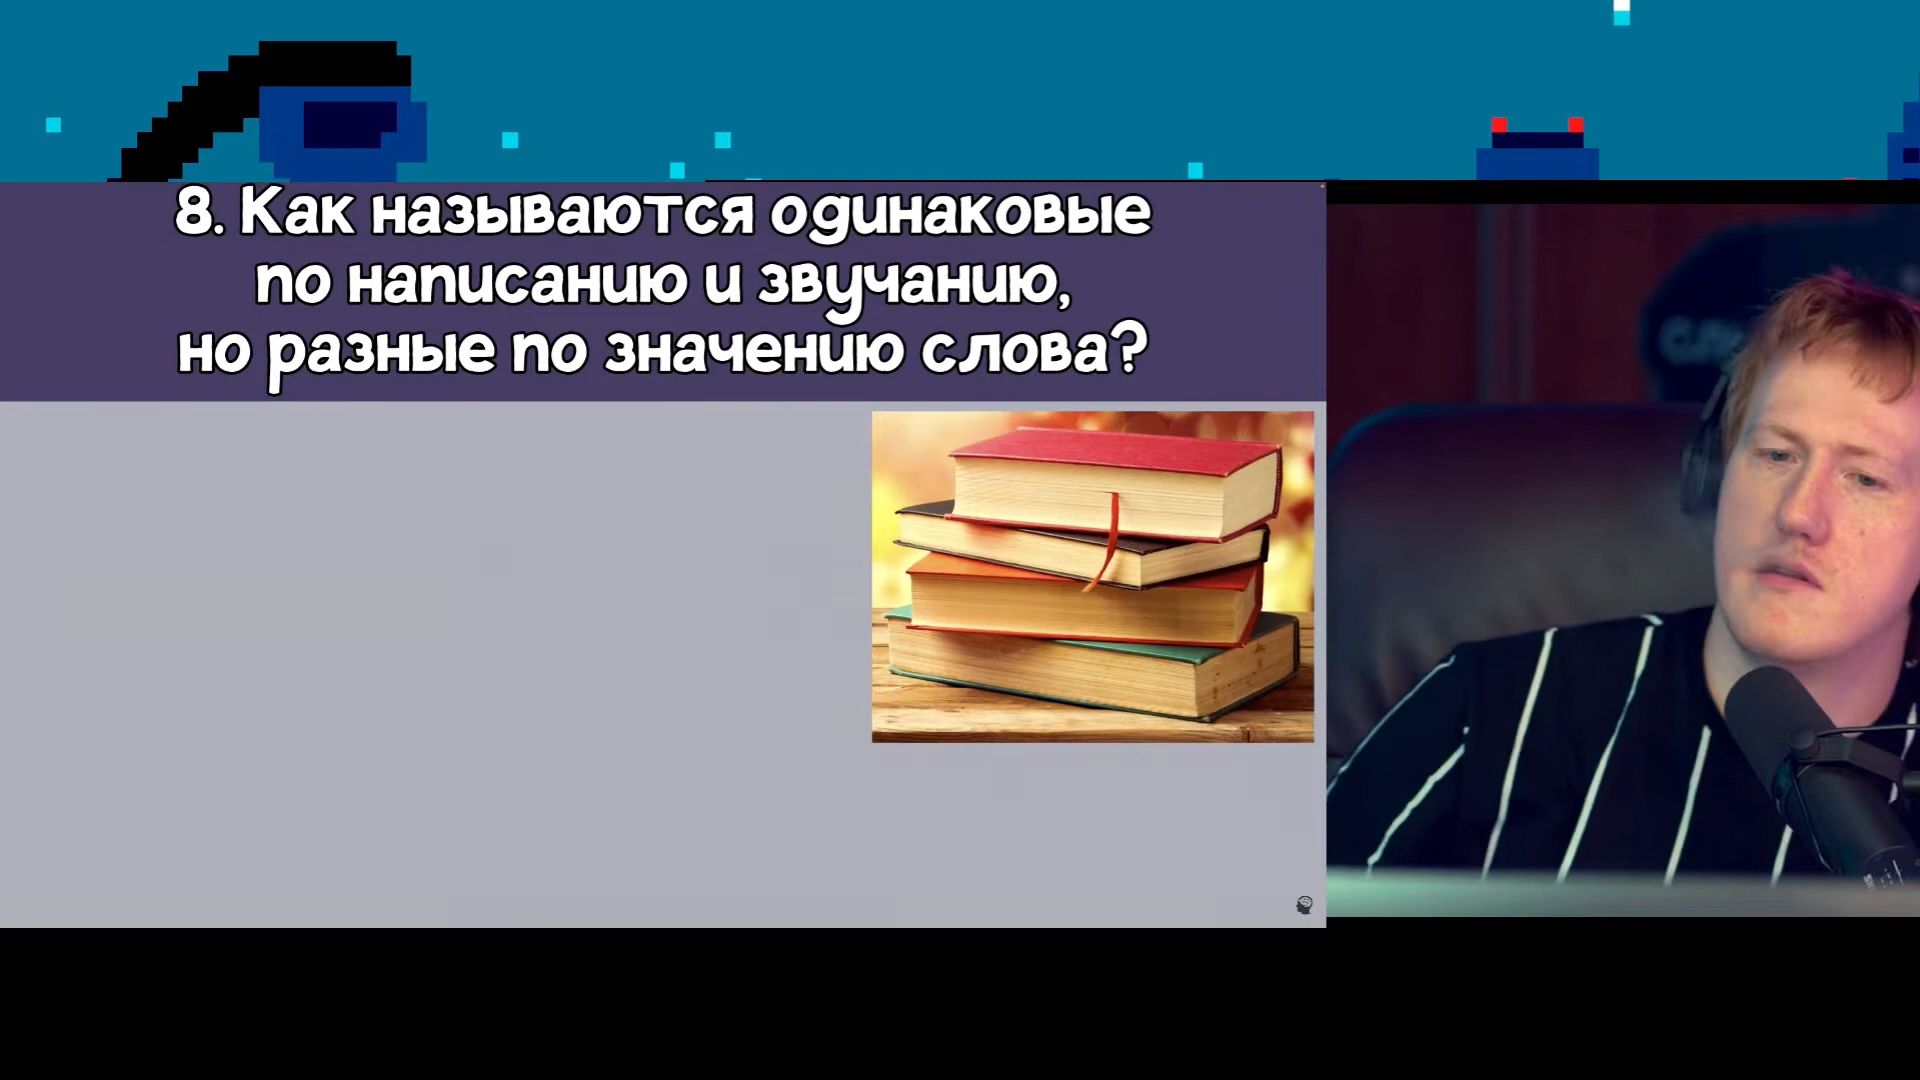 8. Как называются одинаковые
по написанию и звучанию,
но разные по значению слова?